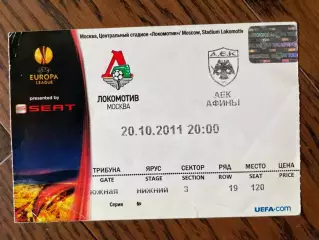 Москва, Центральный стадион «Локомотив»/ Moscow, Stadium Lokomotiv
UEFA
EUROPA
LEAGUE
presented by
SEAT
ЛОКОМОТИВ
МОСКВА
A.E.K
АЕК
АФИНЫ
20.10.2011 20:00
ТРИБУНА ЯРУС СЕКТОР РЯД МЕСТО ЦЕНА
GATE STAGE SECTION ROW SEAT PRICE
южная нижний 3 19 120
Серия №
UEFA.com